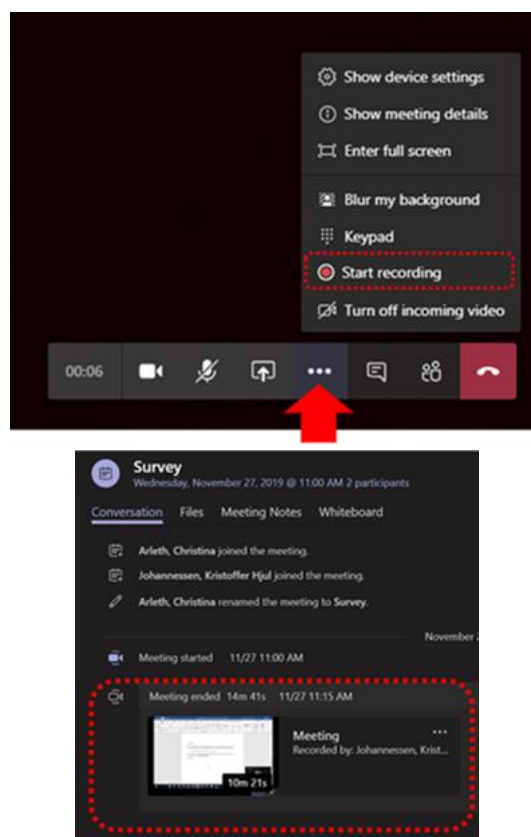 Show device settings
Show meeting details
Enter full screen
Blur my background
Keypad
Start recording
Turn off incoming video
00:06
Survey
Wednesday, November 27, 2019 @ 11:00 AM 2 participants
Conversation Files Meeting Notes Whiteboard
Arleth, Christina joined the meeting.
Johannessen, Kristoffer Hjul joined the meeting.
Arleth, Christina renamed the meeting to Survey.
November
Meeting started 11/27 11:00 AM
Meeting ended 14m 41s 11/27 11:15 AM
Meeting
Recorded by: Johannessen, Krist...
10m 21s